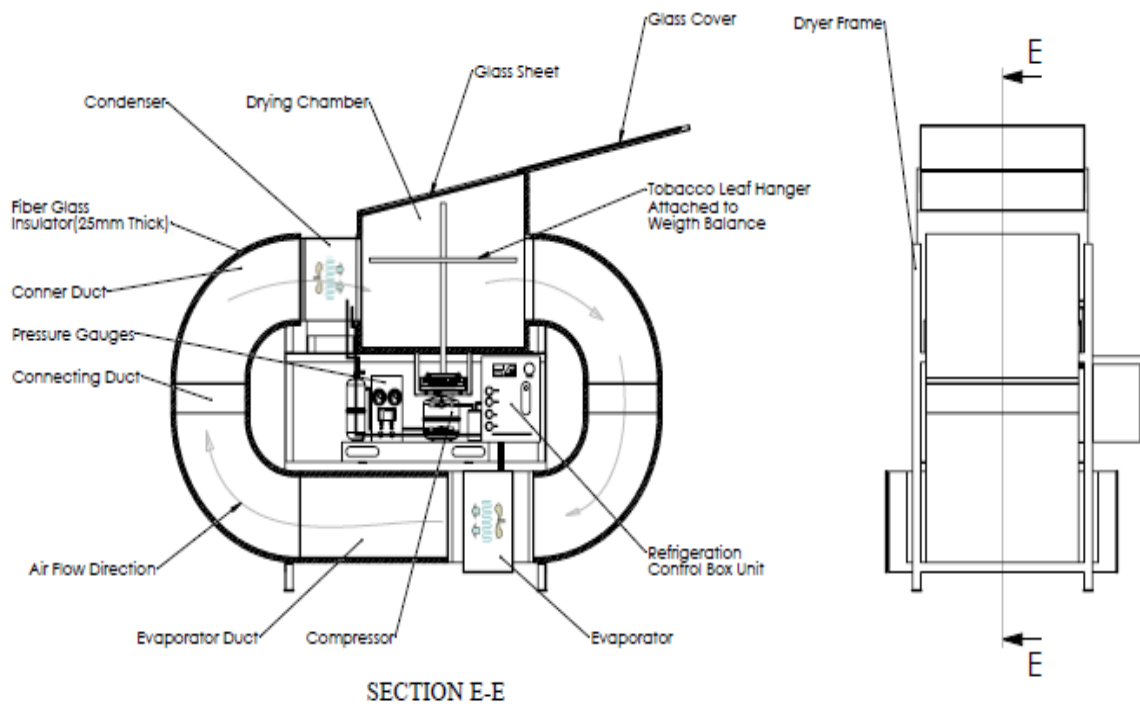 Glass Cover
Dryer Frame
E
Glass Sheet
Condenser
Drying Chamber
Fiber Glass
Insulator(25mm Thick)
Tobacco Leaf Hanger
Attached to
Weigth Balance
Conner Duct
Pressure Gauges
Connecting Duct
Air Flow Direction
Refrigeration
Control Box Unit
Evaporator Duct
Compressor
Evaporator
E
SECTION E-E